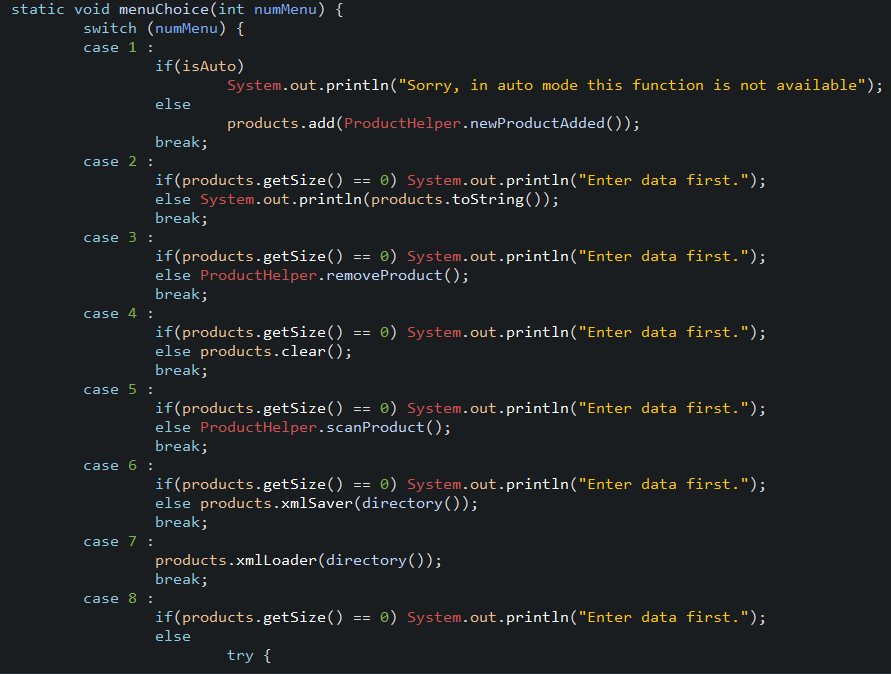 static void menuChoice(int numMenu) {
switch (numMenu) {
case 1 :
if(isAuto)
System.out.println("Sorry, in auto mode this function is not available");
else
products.add(ProductHelper.newProductAdded());
break;
case 2 :
if(products.getSize() == 0) System.out.println("Enter data first.");
else System.out.println(products.toString());
break;
case 3 :
if(products.getSize() == 0) System.out.println("Enter data first.");
else ProductHelper.removeProduct();
break;
case 4 :
if(products.getSize() == 0) System.out.println("Enter data first.");
else products.clear();
break;
case 5 :
if(products.getSize() == 0) System.out.println("Enter data first.");
else ProductHelper.scanProduct();
break;
case 6 :
if(products.getSize() == 0) System.out.println("Enter data first.");
else products.xmlSaver(directory());
break;
case 7 :
products.xmlLoader(directory());
break;
case 8 :
if(products.getSize() == 0) System.out.println("Enter data first.");
else
try {